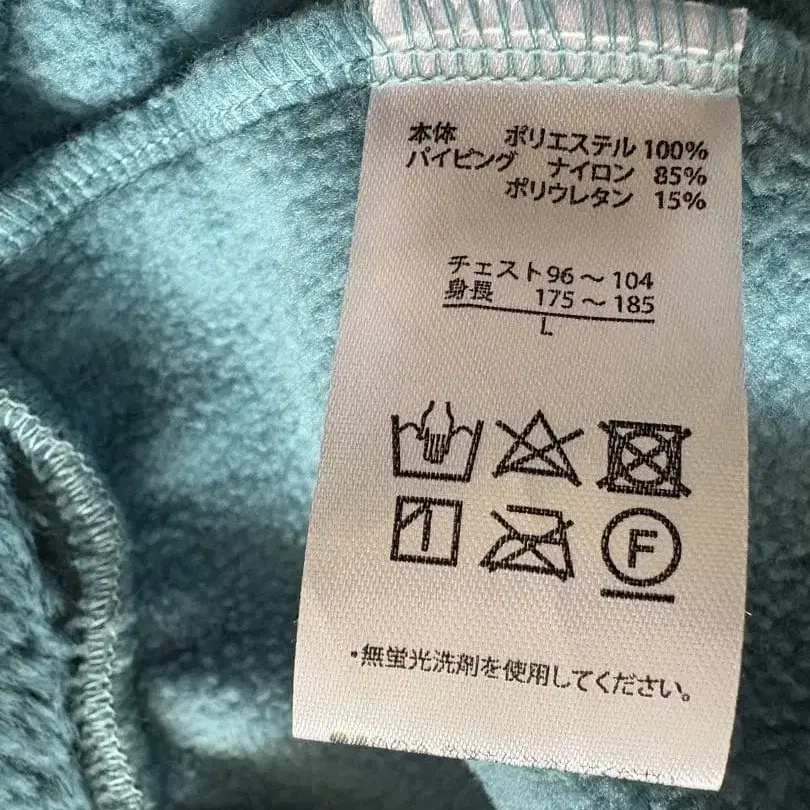 本体 ポリエステル 100%
パイピング ナイロン 85%
ポリウレタン 15%
チェスト 96～104
身長 175～185
L
F
・無蛍光洗剤を使用してください。